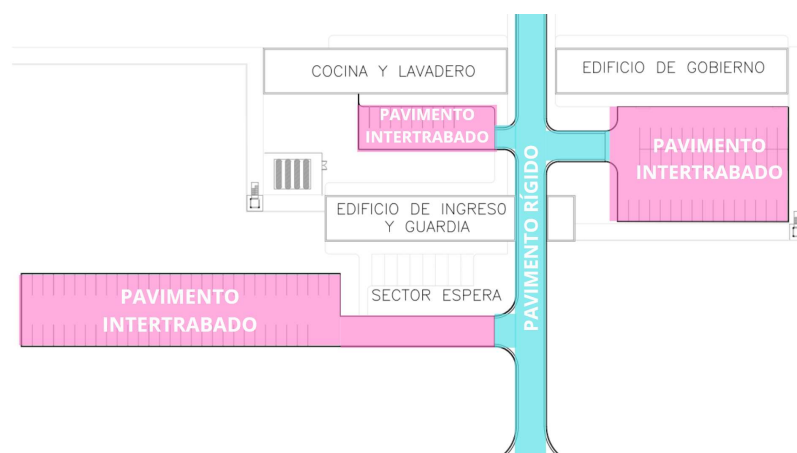 COCINA Y LAVADERO
EDIFICIO DE GOBIERNO
PAVIMENTO
INTERTRABADO
PAVIMENTO
INTERTRABADO
PAVIMENTO RÍGIDO
EDIFICIO DE INGRESO
Y GUARDIA
SECTOR ESPERA
PAVIMENTO
INTERTRABADO